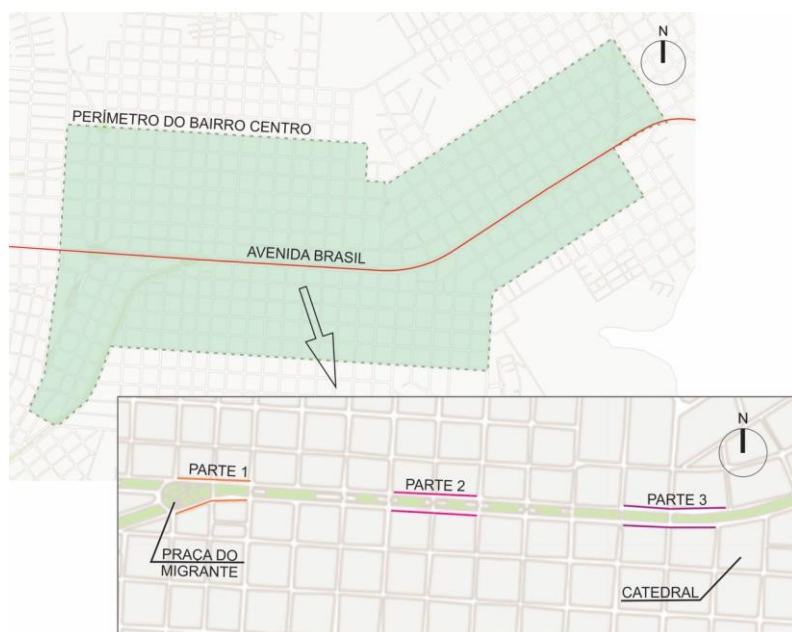 N
PERÍMETRO DO BAIRRO CENTRO
AVENIDA BRASIL
N
PARTE 1
PARTE 2
PARTE 3
PRAÇA DO
MIGRANTE
CATEDRAL